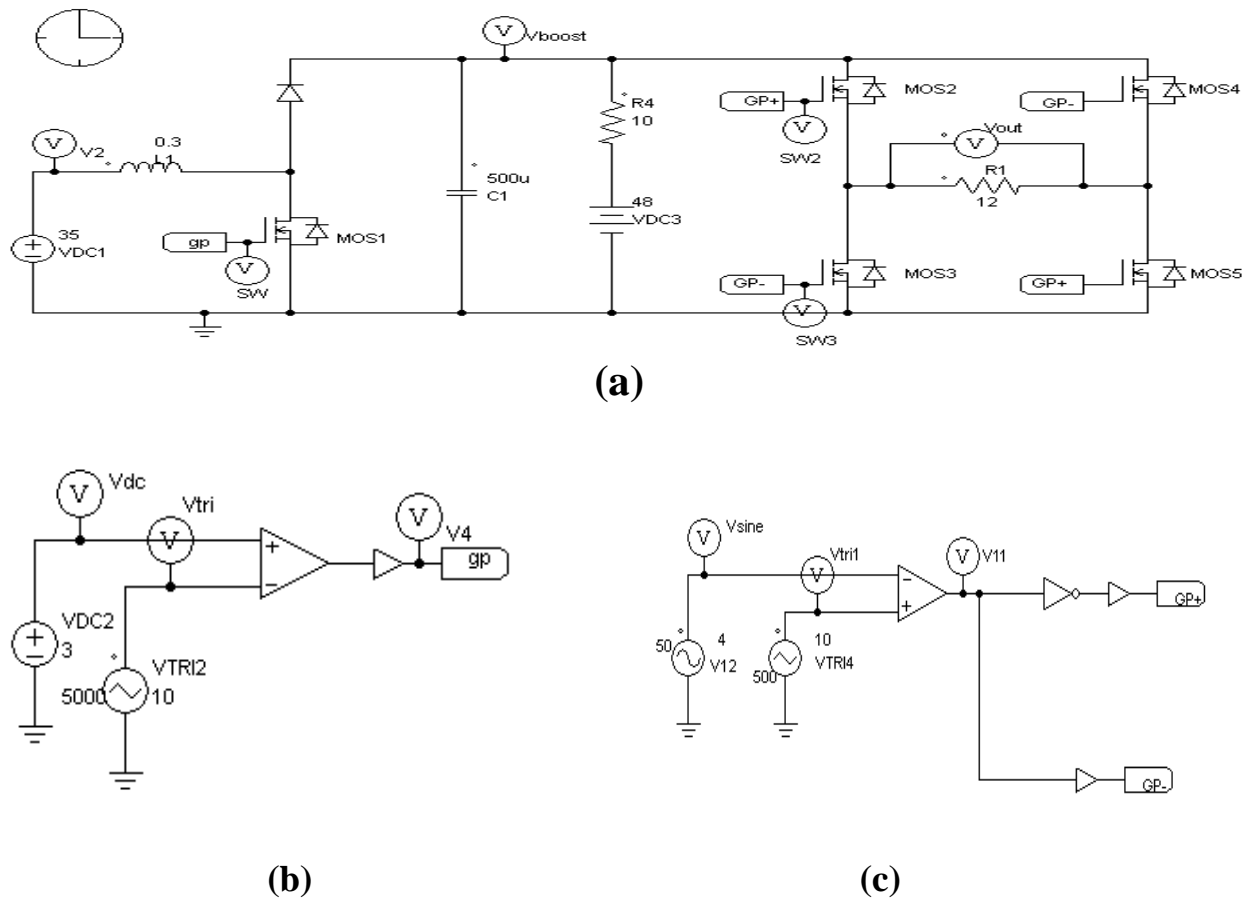 Vboost
R4
10
GP+
MOS2
GP-
MOS4
V2
0.3
L1
SW2
Vout
500u
C1
R1
12
48
VDC3
35
VDC1
gp
MOS1
SW
GP-
MOS3
GP+
MOS5
SW3
(a)
Vdc
Vtri
V4
gp
VDC2
3
VTRI2
5000
10
Vsine
Vtri1
V11
GP+
50
4
V12
10
500
VTRI4
GP-
(b)
(c)